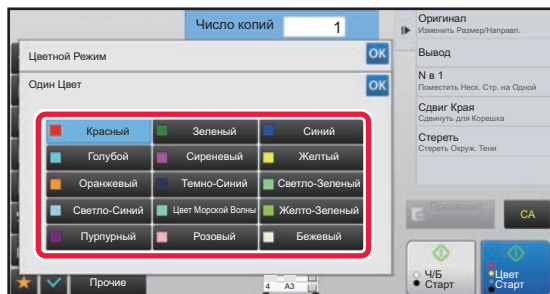 Число копий 1
Цветной Режим OK
Один Цвет OK
Красный Зеленый Синий
Голубой Сиреневый Желтый
Оранжевый Темно-Синий Светло-Зеленый
Светло-Синий Цвет Морской Волны Желто-Зеленый
Пурпурный Розовый Бежевый
Прочие
4 A3
Оригинал
Изменить Размер/Направл.
Вывод
N в 1
Поместить Неск. Стр. на Одной
Сдвиг Края
Сдвинуть для Корешка
Стереть
Стереть Окруж. Тени
Предварит.
CA
Ч/Б
Старт
Цвет
Старт